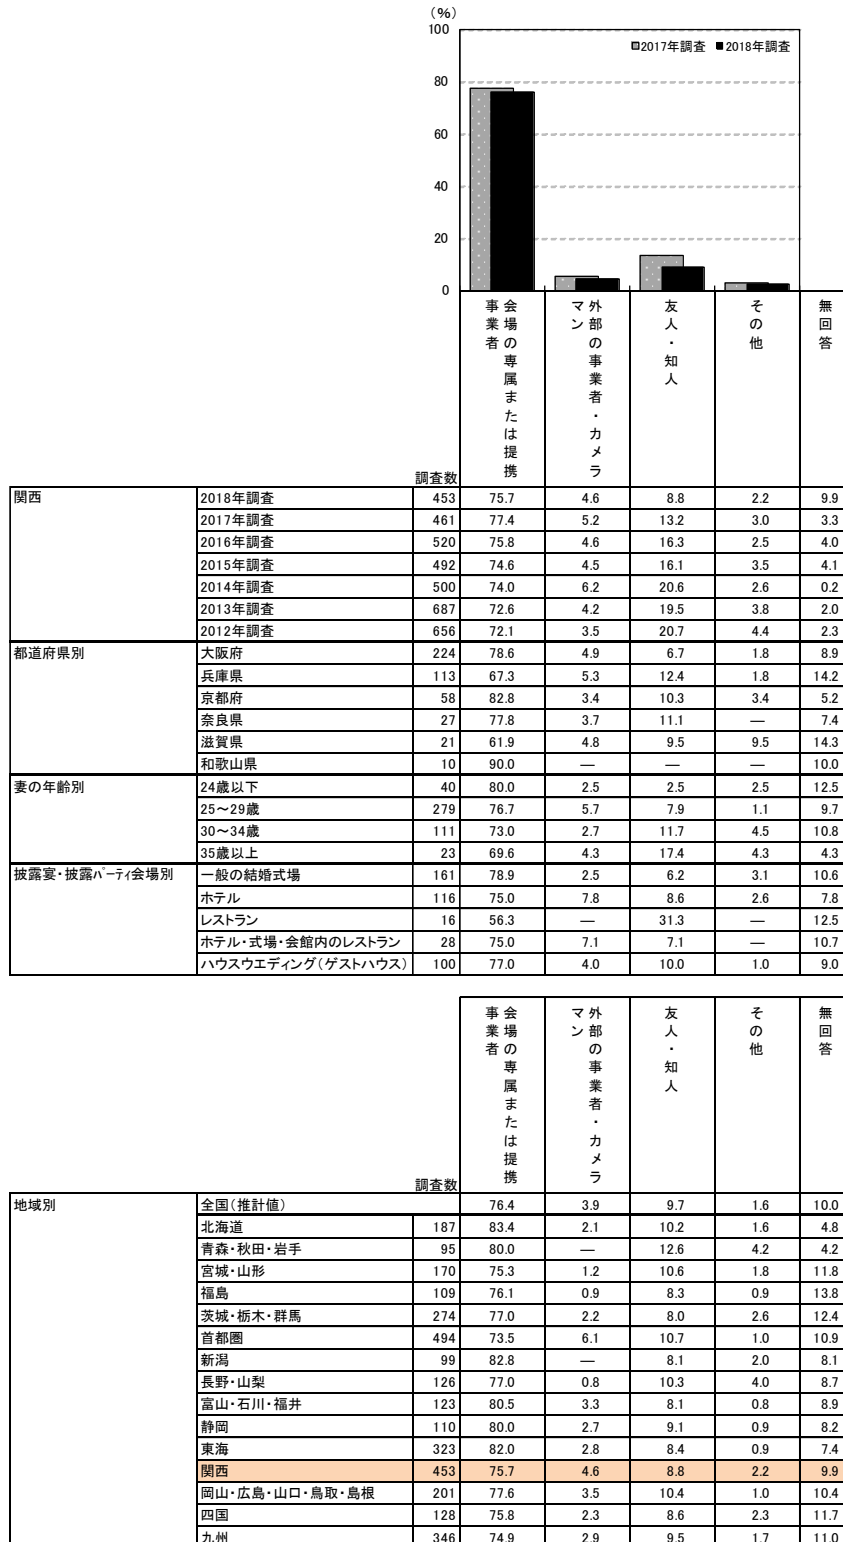 (%)
100
80
60
40
20
0
2017年調査 2018年調査
会場の専属または提携事業者
外部の事業者・カメラマン
友人・知人
その他
無回答
調査数
関西 2018年調査 453 75.7 4.6 8.8 2.2 9.9
2017年調査 461 77.4 5.2 13.2 3.0 3.3
2016年調査 520 75.8 4.6 16.3 2.5 4.0
2015年調査 492 74.6 4.5 16.1 3.5 4.1
2014年調査 500 74.0 6.2 20.6 2.6 0.2
2013年調査 687 72.6 4.2 19.5 3.8 2.0
2012年調査 656 72.1 3.5 20.7 4.4 2.3
都道府県別 大阪府 224 78.6 4.9 6.7 1.8 8.9
兵庫県 113 67.3 5.3 12.4 1.8 14.2
京都府 58 82.8 3.4 10.3 3.4 5.2
奈良県 27 77.8 3.7 11.1 — 7.4
滋賀県 21 61.9 4.8 9.5 9.5 14.3
和歌山県 10 90.0 — — — 10.0
妻の年齢別 24歳以下 40 80.0 2.5 2.5 2.5 12.5
25~29歳 279 76.7 5.7 7.9 1.1 9.7
30~34歳 111 73.0 2.7 11.7 4.5 10.8
35歳以上 23 69.6 4.3 17.4 4.3 4.3
披露宴・披露パーティ会場別 一般の結婚式場 161 78.9 2.5 6.2 3.1 10.6
ホテル 116 75.0 7.8 8.6 2.6 7.8
レストラン 16 56.3 — 31.3 — 12.5
ホテル・式場・会館内のレストラン 28 75.0 7.1 7.1 — 10.7
ハウスウエディング(ゲストハウス) 100 77.0 4.0 10.0 1.0 9.0
会場の専属または提携事業者
外部の事業者・カメラマン
友人・知人
その他
無回答
調査数
地域別 全国(推計値) 76.4 3.9 9.7 1.6 10.0
北海道 187 83.4 2.1 10.2 1.6 4.8
青森・秋田・岩手 95 80.0 — 12.6 4.2 4.2
宮城・山形 170 75.3 1.2 10.6 1.8 11.8
福島 109 76.1 0.9 8.3 0.9 13.8
茨城・栃木・群馬 274 77.0 2.2 8.0 2.6 12.4
首都圏 494 73.5 6.1 10.7 1.0 10.9
新潟 99 82.8 — 8.1 2.0 8.1
長野・山梨 126 77.0 0.8 10.3 4.0 8.7
富山・石川・福井 123 80.5 3.3 8.1 0.8 8.9
静岡 110 80.0 2.7 9.1 0.9 8.2
東海 323 82.0 2.8 8.4 0.9 7.4
関西 453 75.7 4.6 8.8 2.2 9.9
岡山・広島・山口・鳥取・島根 201 77.6 3.5 10.4 1.0 10.4
四国 128 75.8 2.3 8.6 2.3 11.7
九州 346 74.9 2.9 9.5 1.7 11.0